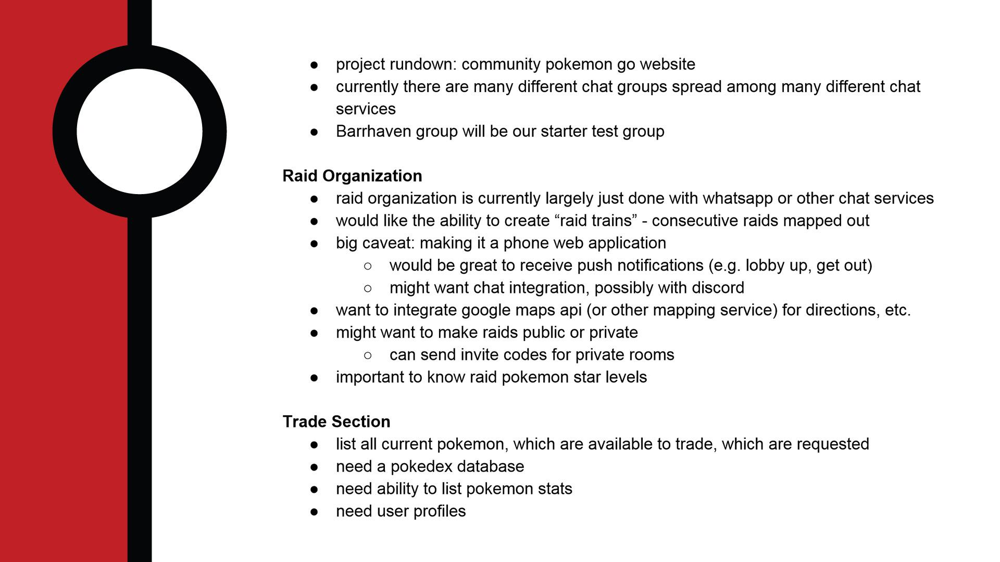 ● project rundown: community pokemon go website
● currently there are many different chat groups spread among many different chat
services
● Barrhaven group will be our starter test group
Raid Organization
● raid organization is currently largely just done with whatsapp or other chat services
● would like the ability to create “raid trains” - consecutive raids mapped out
● big caveat: making it a phone web application
○ would be great to receive push notifications (e.g. lobby up, get out)
○ might want chat integration, possibly with discord
● want to integrate google maps api (or other mapping service) for directions, etc.
● might want to make raids public or private
○ can send invite codes for private rooms
● important to know raid pokemon star levels
Trade Section
● list all current pokemon, which are available to trade, which are requested
● need a pokedex database
● need ability to list pokemon stats
● need user profiles